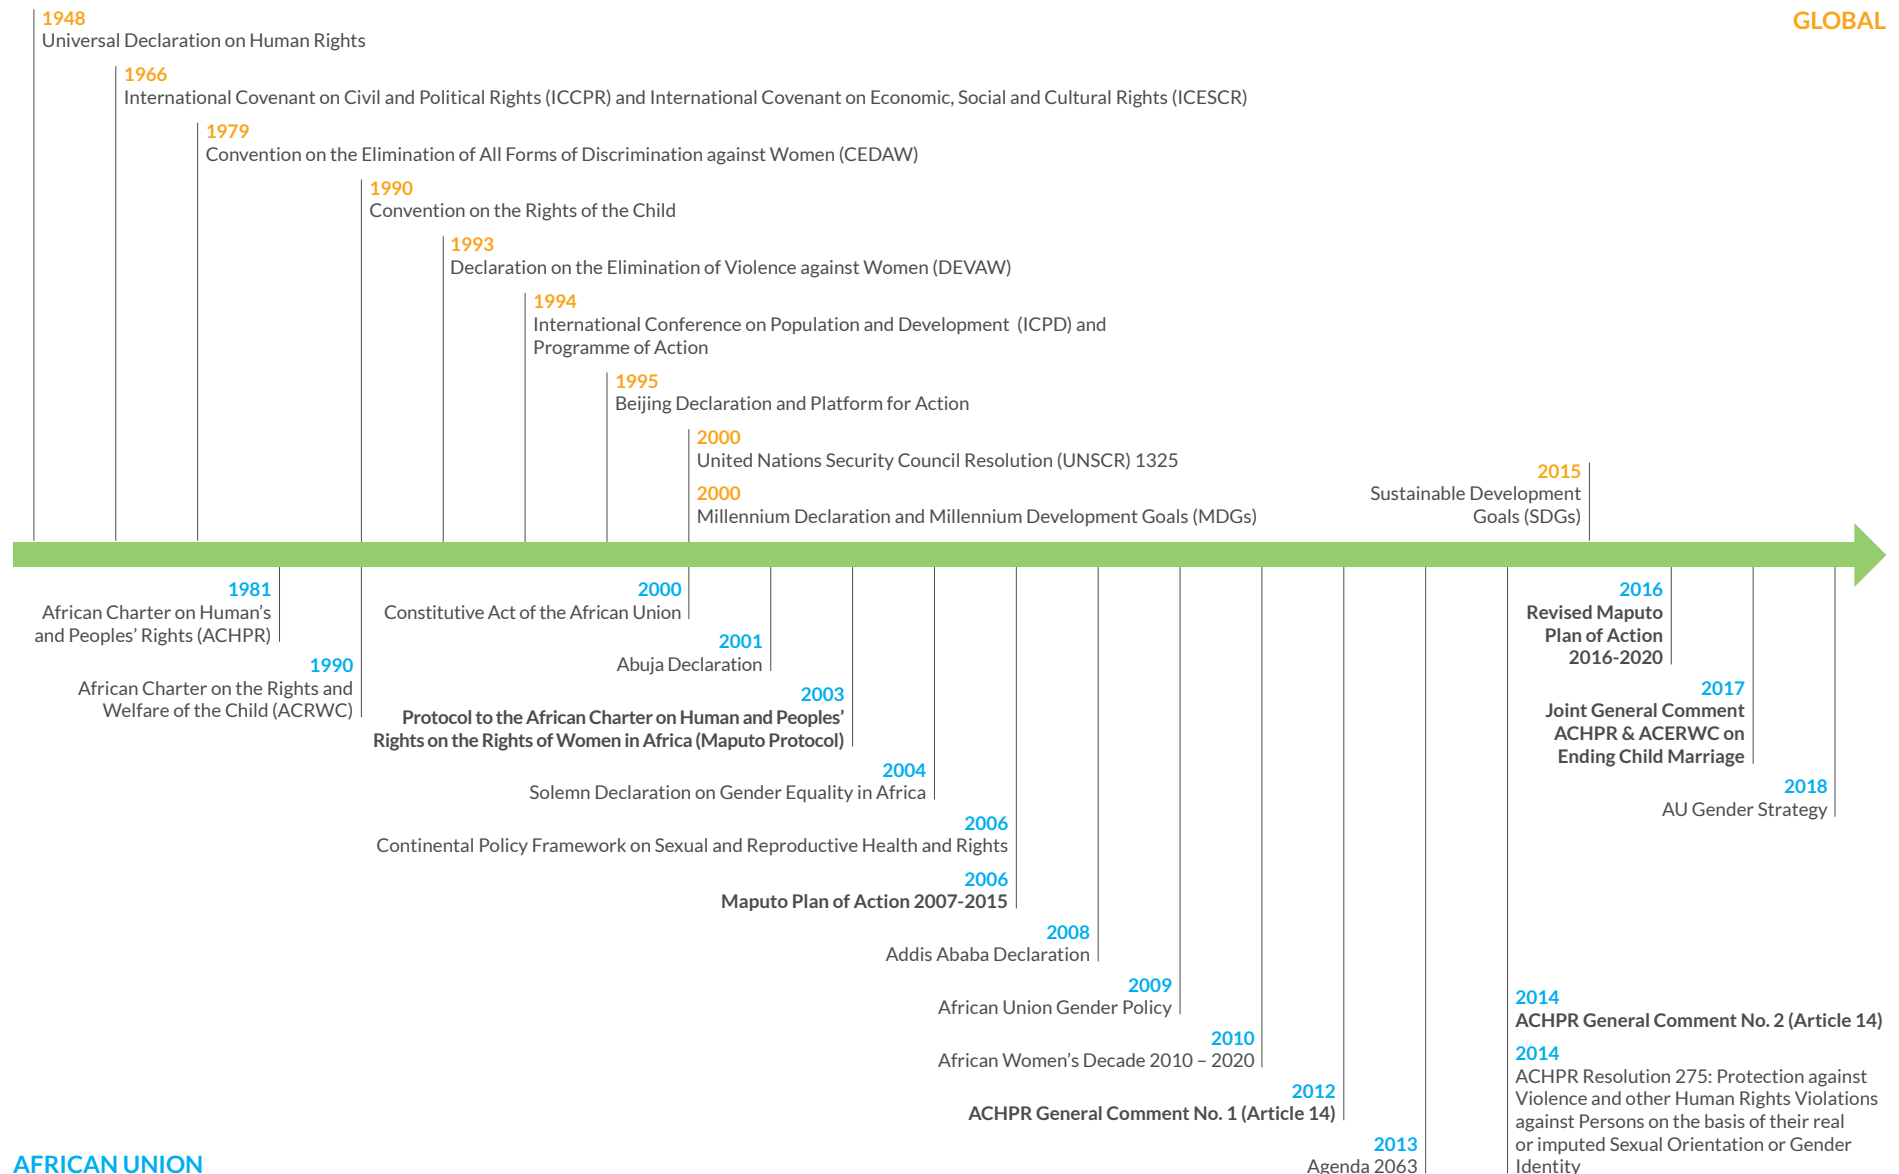 1948
Universal Declaration on Human Rights
GLOBAL
1966
International Covenant on Civil and Political Rights (ICCPR) and International Covenant on Economic, Social and Cultural Rights (ICESCR)
1979
Convention on the Elimination of All Forms of Discrimination against Women (CEDAW)
1990
Convention on the Rights of the Child
1993
Declaration on the Elimination of Violence against Women (DEVAW)
1994
International Conference on Population and Development (ICPD) and
Programme of Action
1995
Beijing Declaration and Platform for Action
2000
United Nations Security Council Resolution (UNSCR) 1325
2000
Millennium Declaration and Millennium Development Goals (MDGs)
2015
Sustainable Development
Goals (SDGs)
1981
African Charter on Human's
and Peoples' Rights (ACHPR)
1990
African Charter on the Rights and
Welfare of the Child (ACRWC)
2000
Constitutive Act of the African Union
2001
Abuja Declaration
2003
Protocol to the African Charter on Human and Peoples'
Rights on the Rights of Women in Africa (Maputo Protocol)
2004
Solemn Declaration on Gender Equality in Africa
2006
Continental Policy Framework on Sexual and Reproductive Health and Rights
2006
Maputo Plan of Action 2007-2015
2008
Addis Ababa Declaration
2009
African Union Gender Policy
2010
African Women's Decade 2010 – 2020
2012
ACHPR General Comment No. 1 (Article 14)
2013
Agenda 2063
2014
ACHPR General Comment No. 2 (Article 14)
2014
ACHPR Resolution 275: Protection against
Violence and other Human Rights Violations
against Persons on the basis of their real
or imputed Sexual Orientation or Gender
Identity
2016
Revised Maputo
Plan of Action
2016-2020
2017
Joint General Comment
ACHPR & ACERWC on
Ending Child Marriage
2018
AU Gender Strategy
AFRICAN UNION